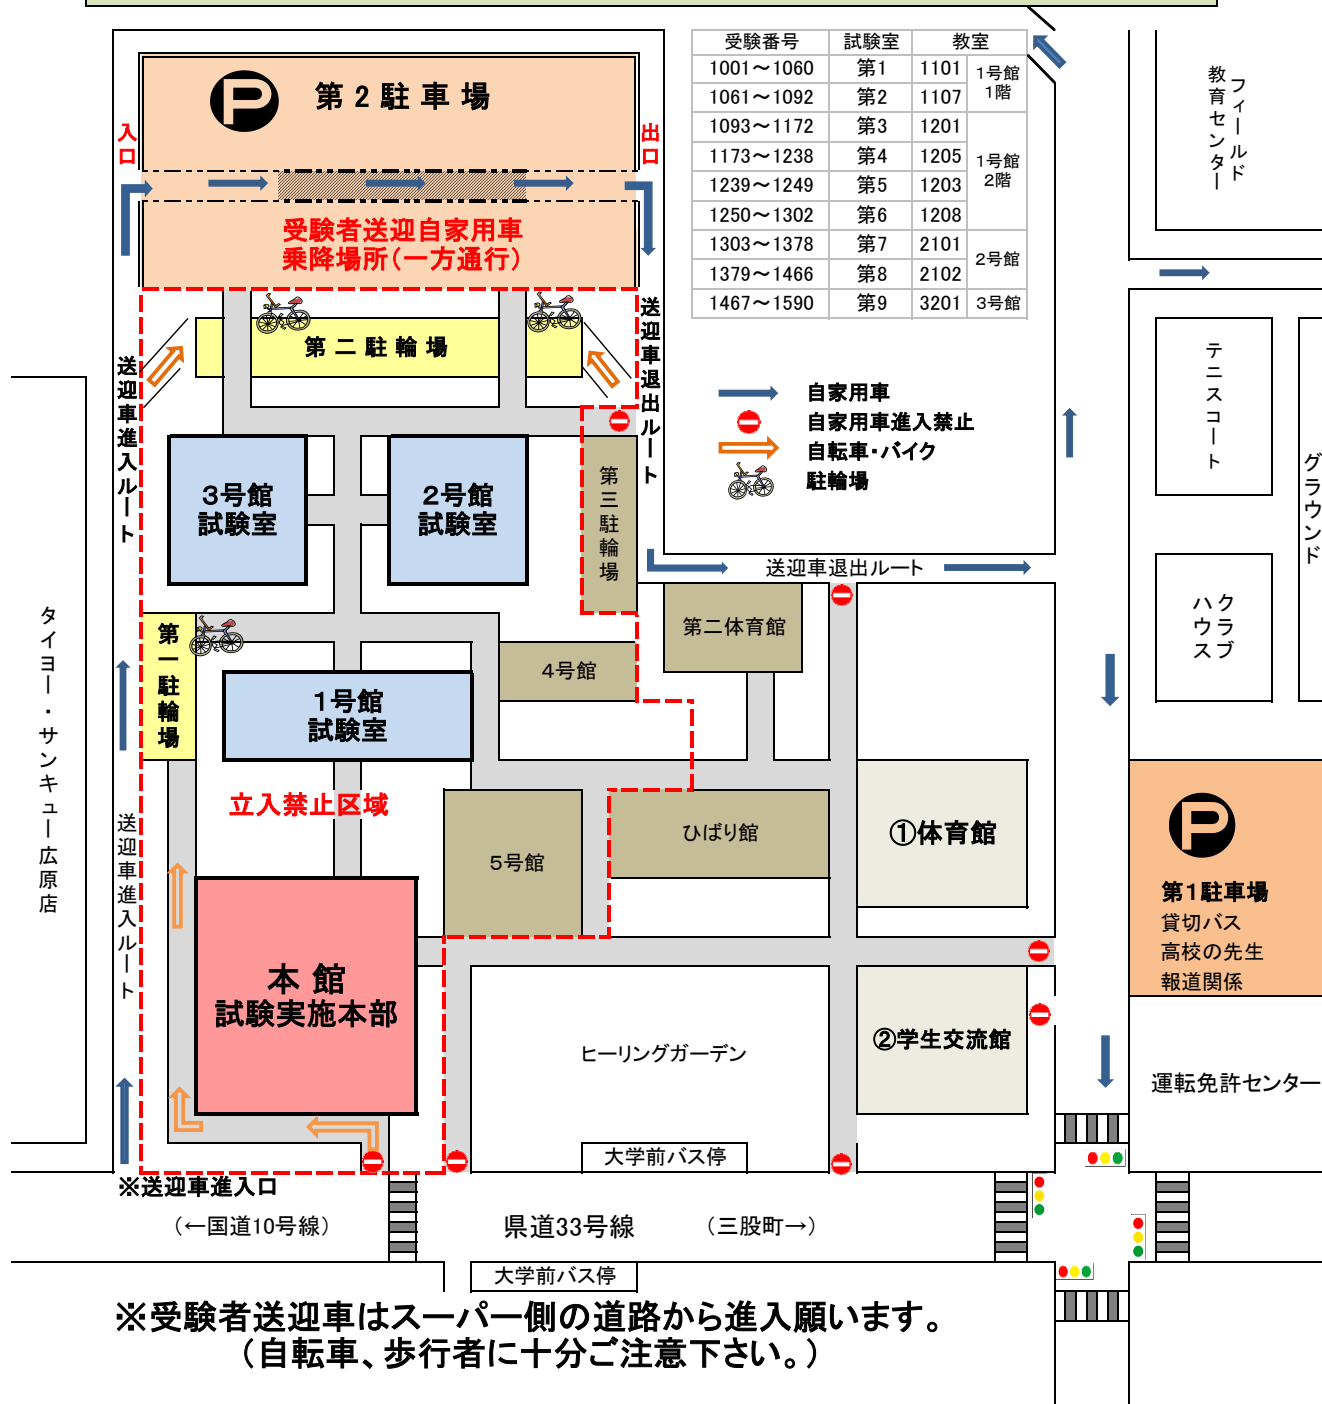 受験番号 試験室 教室
1001～1060 第1 1101 1号館1階
1061～1092 第2 1107
1093～1172 第3 1201 1号館2階
1173～1238 第4 1205
1239～1249 第5 1203
1250～1302 第6 1208
1303～1378 第7 2101 2号館
1379～1466 第8 2102
1467～1590 第9 3201 3号館
P 第2駐車場
入口
出口
受験者送迎自家用車
乗降場所(一方通行)
フィールド
教育センター
第二駐輪場
送迎車進入ルート
送迎車退出ルート
自家用車
自家用車進入禁止
自転車・バイク
駐輪場
テニスコート
グラウンド
3号館
試験室
2号館
試験室
第三駐輪場
送迎車退出ルート
クラブ
ハウス
タイヨー・サンキュー広原店
第一駐輪場
第二体育館
4号館
1号館
試験室
立入禁止区域
送迎車進入ルート
5号館
ひばり館
①体育館
P
第1駐車場
貸切バス
高校の先生
報道関係
本館
試験実施本部
ヒーリングガーデン
②学生交流館
運転免許センター
大学前バス停
※送迎車進入口
(←国道10号線)
県道33号線
(三股町→)
大学前バス停
※受験者送迎車はスーパー側の道路から進入願います。
(自転車、歩行者に十分ご注意下さい。)